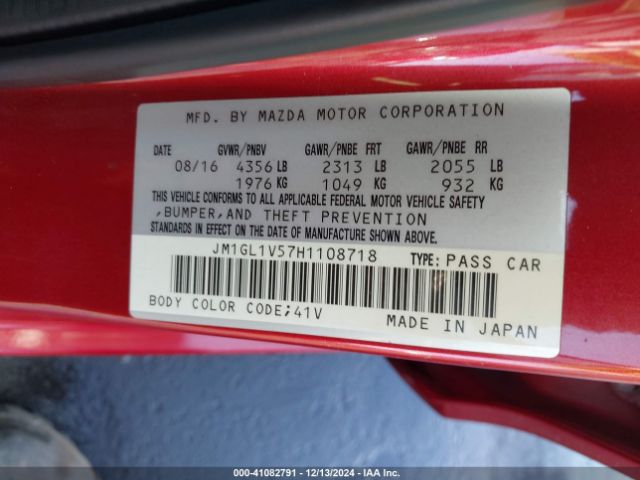 MFD. BY MAZDA MOTOR CORPORATION
DATE GVWR/PNBV GAWR/PNBE FRT GAWR/PNBE RR
08/16 4356 LB 2313 LB 2055 LB
1976 KG 1049 KG 932 KG
THIS VEHICLE CONFORMS TO ALL APPLICABLE FEDERAL MOTOR VEHICLE SAFETY
,BUMPER,AND THEFT PREVENTION
STANDARDS IN EFFECT ON THE DATE OF MANUFACTURE SHOWN ABOVE.
JM1GL1V57H1108718 TYPE: PASS CAR
BODY COLOR CODE;41V MADE IN JAPAN
000-41082791 - 12/13/2024 - IAA Inc.